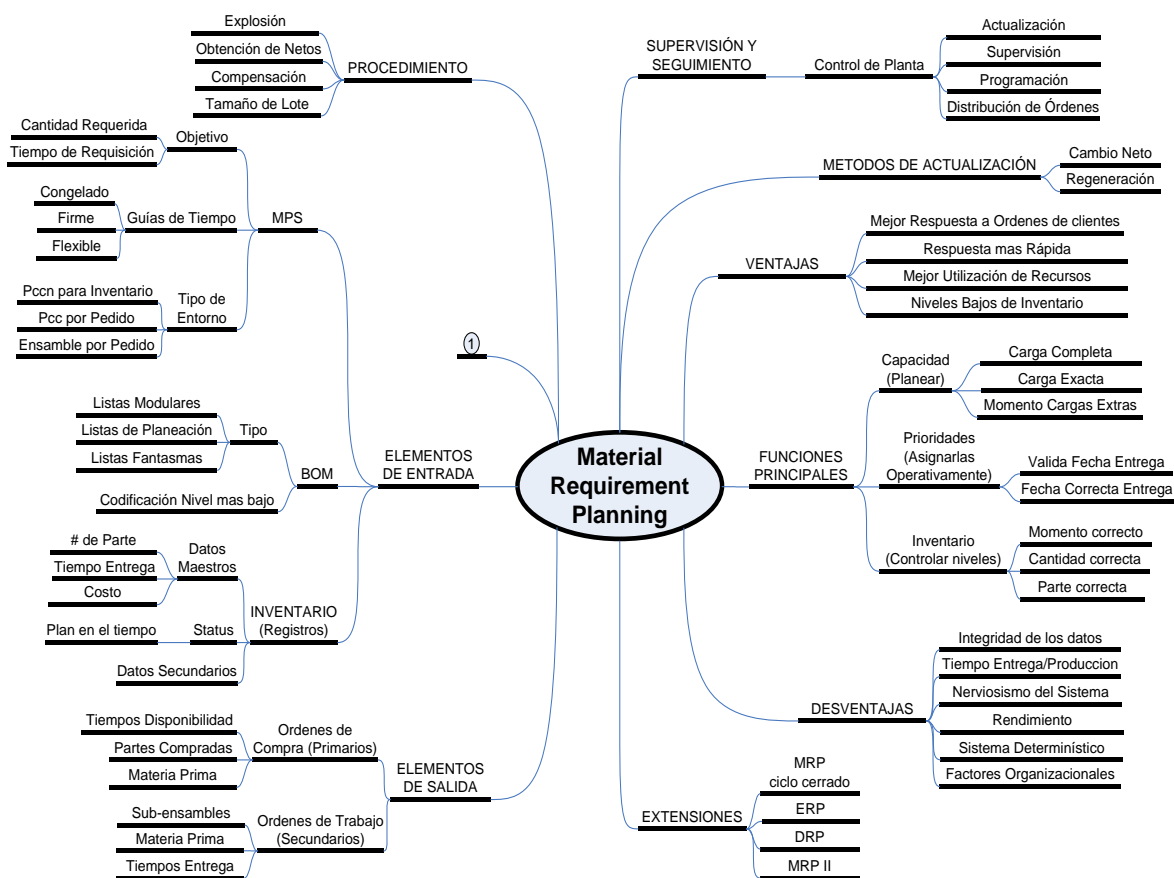 Explosión
Obtención de Netos
Compensación
Tamaño de Lote
PROCEDIMIENTO
Cantidad Requerida
Tiempo de Requisición
Objetivo
Congelado
Firme
Flexible
Guías de Tiempo
MPS
Pccn para Inventario
Pcc por Pedido
Ensamble por Pedido
Tipo de
Entorno
1
Listas Modulares
Listas de Planeación
Listas Fantasmas
Tipo
BOM
Codificación Nivel mas bajo
ELEMENTOS
DE ENTRADA
# de Parte
Tiempo Entrega
Costo
Datos
Maestros
Plan en el tiempo
Status
INVENTARIO
(Registros)
Datos Secundarios
Tiempos Disponibilidad
Partes Compradas
Materia Prima
Ordenes de
Compra (Primarios)
ELEMENTOS
DE SALIDA
Sub-ensambles
Materia Prima
Tiempos Entrega
Ordenes de Trabajo
(Secundarios)
Material
Requirement
Planning
SUPERVISIÓN Y
SEGUIMIENTO
Control de Planta
Actualización
Supervisión
Programación
Distribución de Órdenes
METODOS DE ACTUALIZACIÓN
Cambio Neto
Regeneración
VENTAJAS
Mejor Respuesta a Ordenes de clientes
Respuesta mas Rápida
Mejor Utilización de Recursos
Niveles Bajos de Inventario
FUNCIONES
PRINCIPALES
Capacidad
(Planear)
Carga Completa
Carga Exacta
Momento Cargas Extras
Prioridades
(Asignarlas
Operativamente)
Valida Fecha Entrega
Fecha Correcta Entrega
Inventario
(Controlar niveles)
Momento correcto
Cantidad correcta
Parte correcta
DESVENTAJAS
Integridad de los datos
Tiempo Entrega/Produccion
Nerviosismo del Sistema
Rendimiento
Sistema Determinístico
Factores Organizacionales
EXTENSIONES
MRP
ciclo cerrado
ERP
DRP
MRP II